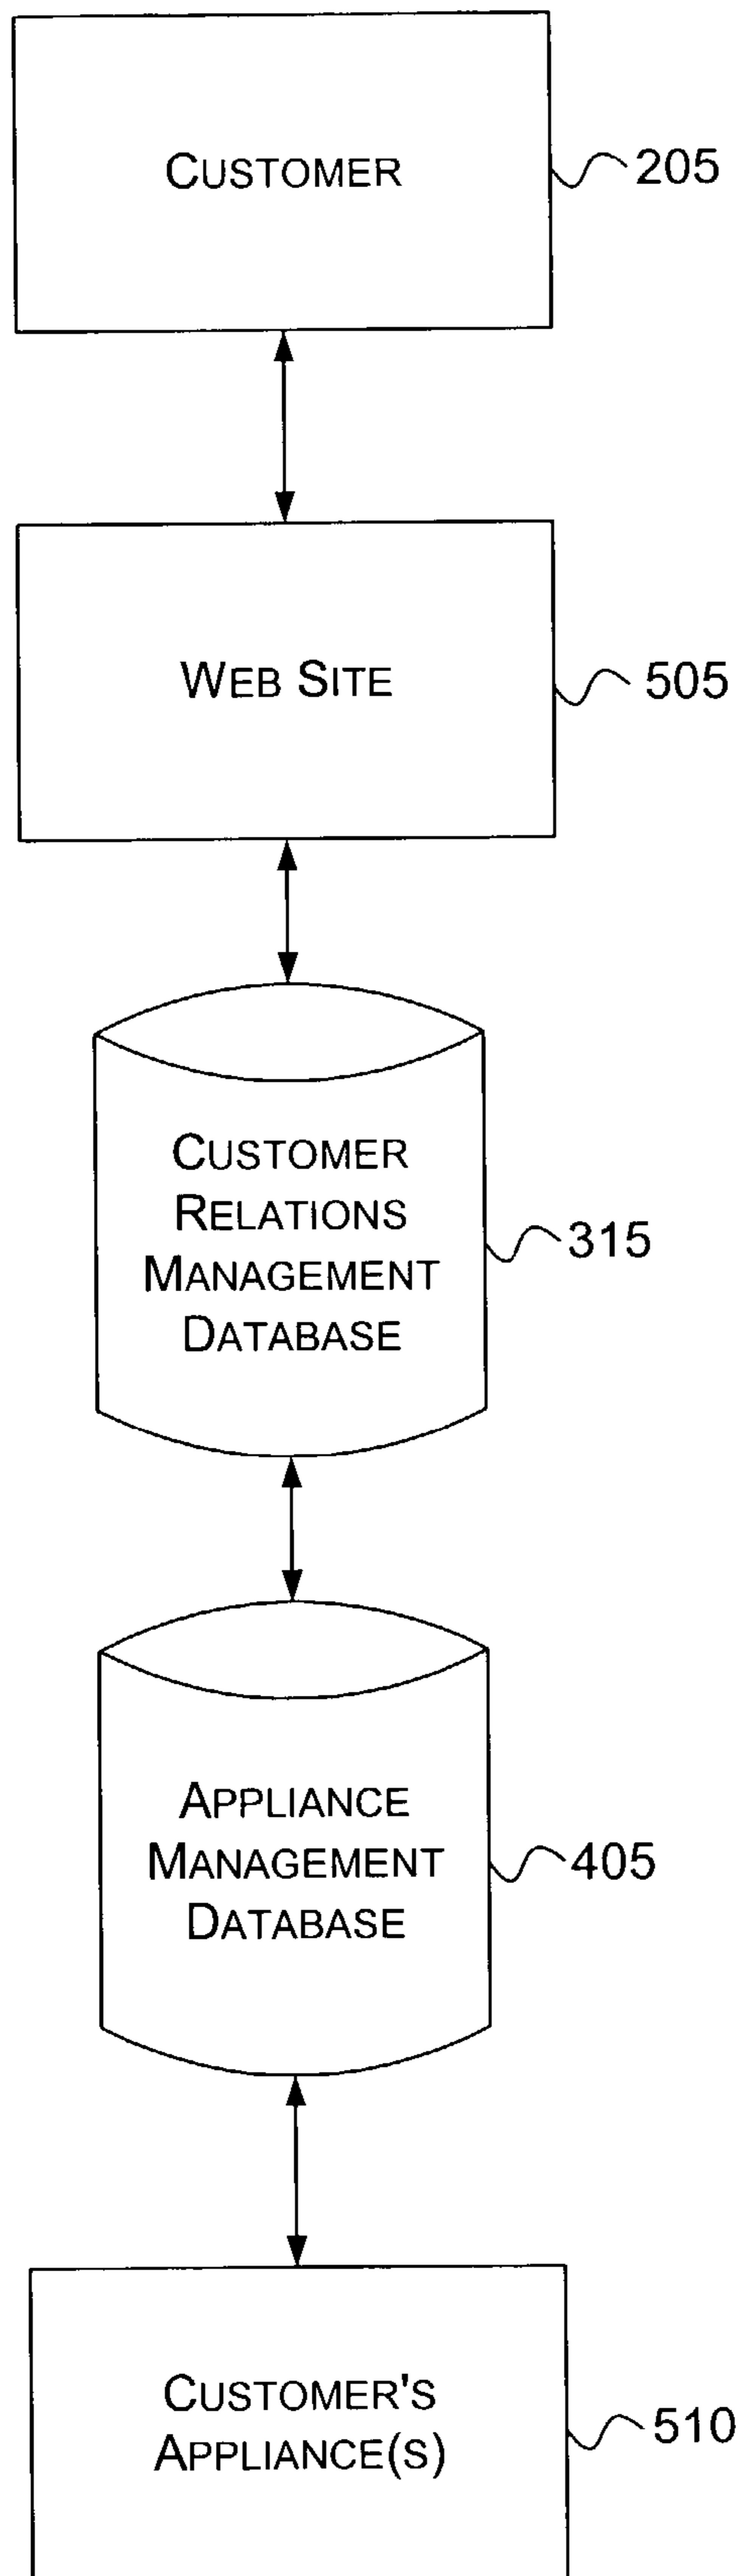 CUSTOMER
205
WEB SITE
505
CUSTOMER
RELATIONS
MANAGEMENT
DATABASE
315
APPLIANCE
MANAGEMENT
DATABASE
405
CUSTOMER'S
APPLIANCE(S)
510